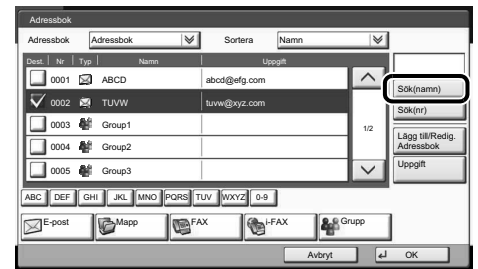 Adressbok
Adressbok Adressbok Sortera Namn
Dest. Nr Typ Namn Uppgift
0001 ABCD abcd@efg.com
0002 TUVW tuvw@xyz.com
0003 Group1
0004 Group2
0005 Group3
1/2
Sök(namn)
Sök(nr)
Lägg till/Redig.
Adressbok
Uppgift
ABC DEF GHI JKL MNO PQRS TUV WXYZ 0-9
E-post Mapp FAX i-FAX Grupp
Avbryt OK